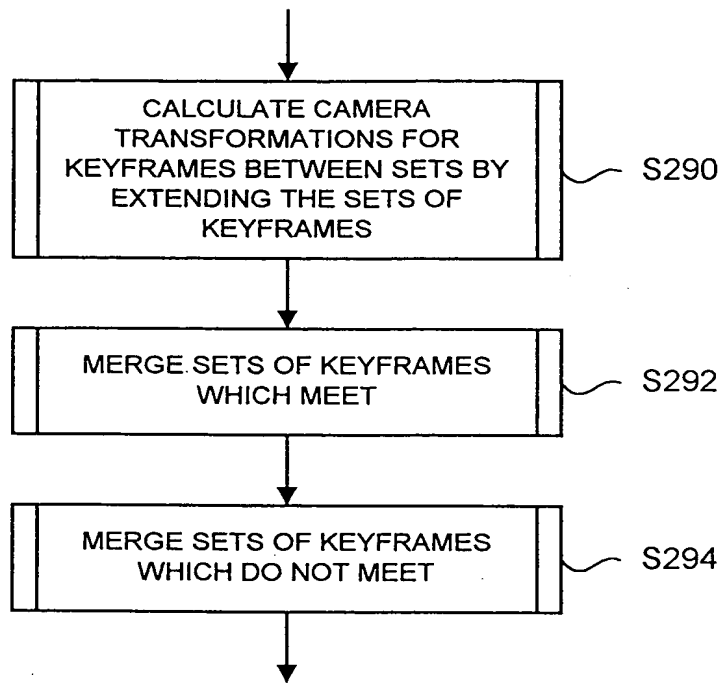 CALCULATE CAMERA
TRANSFORMATIONS FOR
KEYFRAMES BETWEEN SETS BY
EXTENDING THE SETS OF
KEYFRAMES
S290
MERGE SETS OF KEYFRAMES
WHICH MEET
S292
MERGE SETS OF KEYFRAMES
WHICH DO NOT MEET
S294